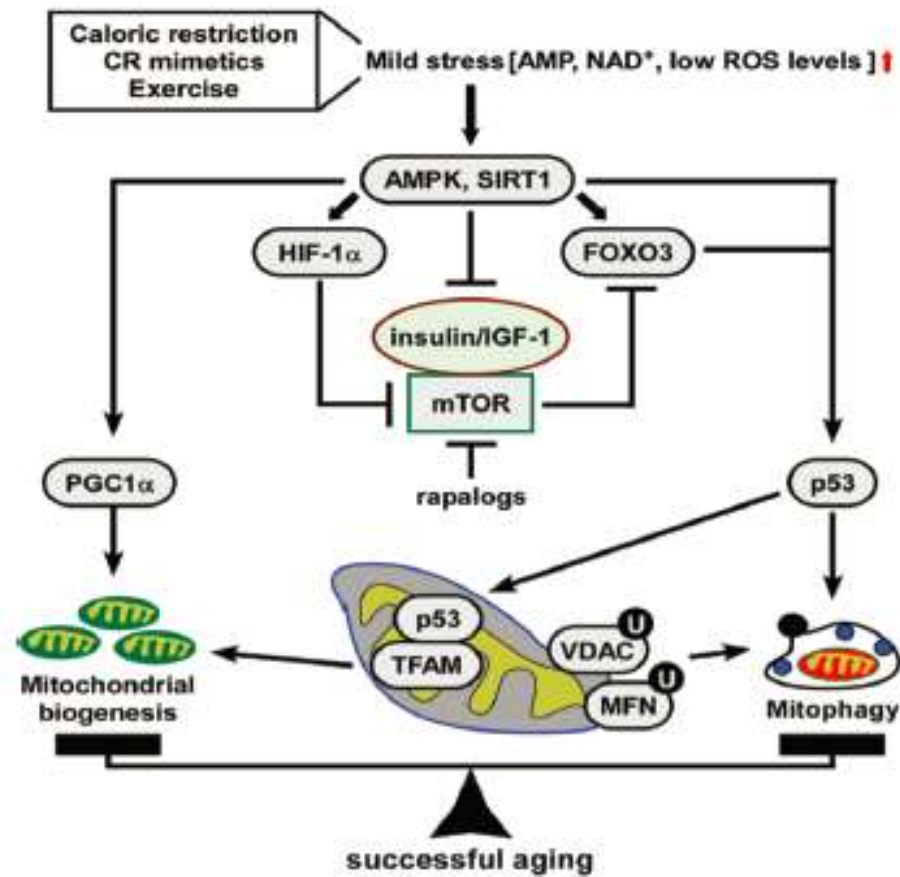 Caloric restriction
CR mimetics
Exercise
Mild stress [AMP, NAD⁺, low ROS levels]
AMPK, SIRT1
HIF-1α
FOXO3
insulin/IGF-1
mTOR
rapalogs
PGC1α
p53
p53
TFAM
VDAC
U
MFN
U
Mitochondrial
biogenesis
Mitophagy
successful aging